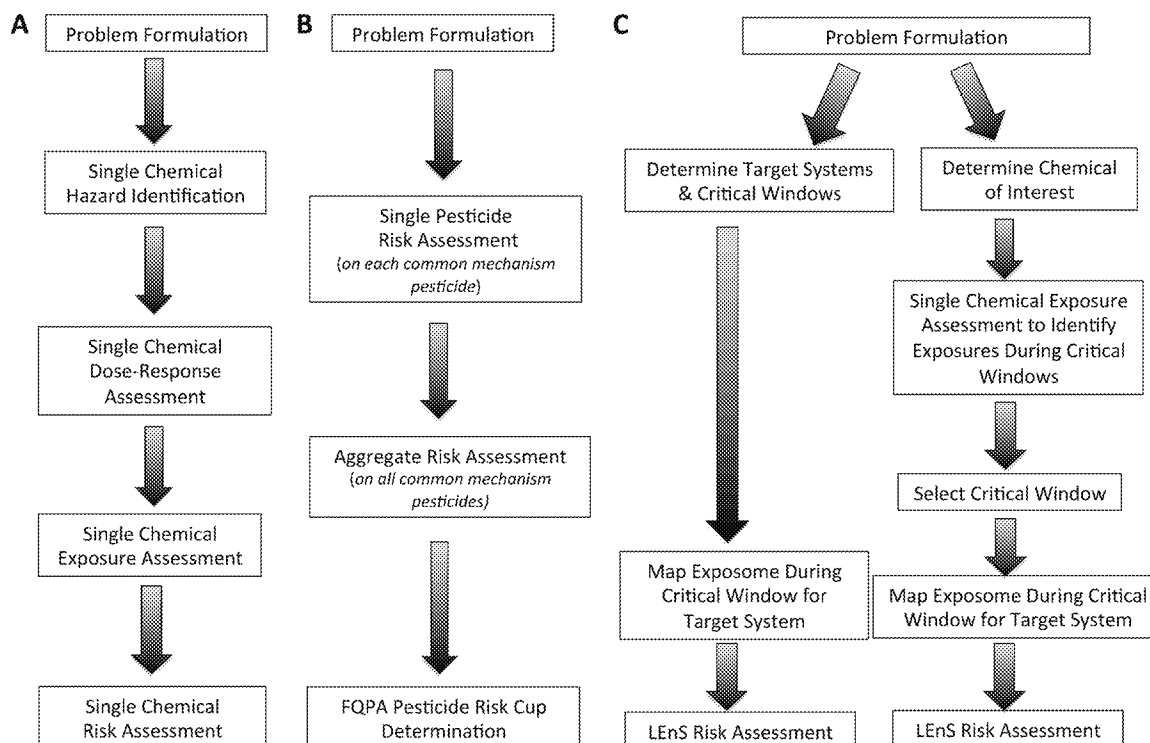 A
Problem Formulation
Single Chemical
Hazard Identification
Single Chemical
Dose-Response
Assessment
Single Chemical
Exposure Assessment
Single Chemical
Risk Assessment
B
Problem Formulation
Single Pesticide
Risk Assessment
(on each common mechanism
pesticide)
Aggregate Risk Assessment
(on all common mechanism
pesticides)
FQPA Pesticide Risk Cup
Determination
C
Problem Formulation
Determine Target Systems
& Critical Windows
Map Exposome During
Critical Window for
Target System
LEnS Risk Assessment
Determine Chemical
of Interest
Single Chemical Exposure
Assessment to Identify
Exposures During Critical
Windows
Select Critical Window
Map Exposome During Critical
Window for Target System
LEnS Risk Assessment